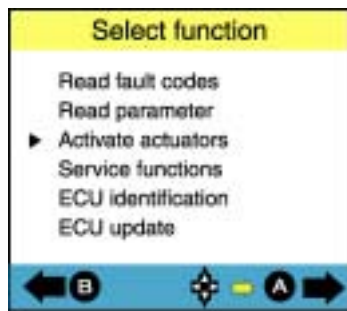 Select function
Read fault codes
Read parameter
Activate actuators
Service functions
ECU identification
ECU update
B A